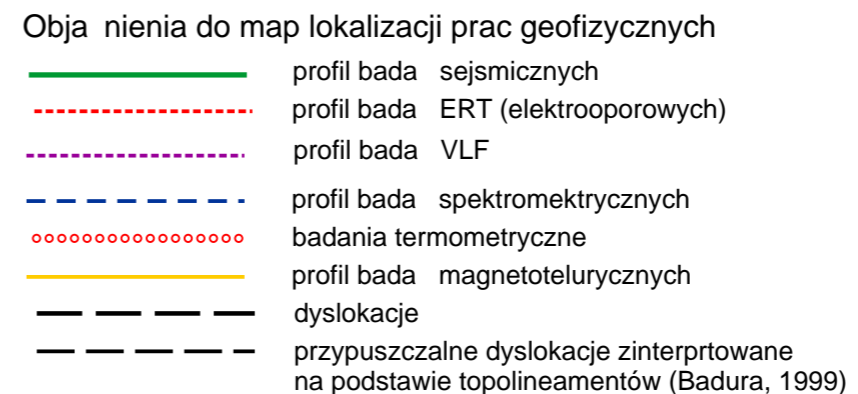 Obja nienia do map lokalizacji prac geofizycznych
profil bada sejsmicznych
profil bada ERT (elektrooporowych)
profil bada VLF
profil bada spektromektrycznych
badania termometryczne
profil bada magnetotelurycznych
dyslokacje
przypuszczalne dyslokacje zinterprtowane
na podstawie topolineamentów (Badura, 1999)